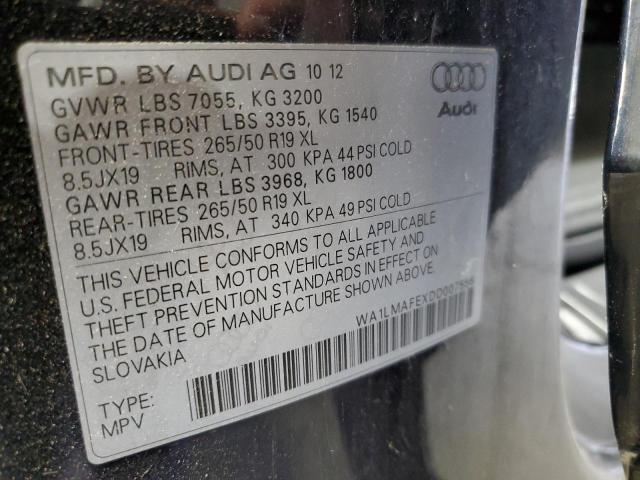 MFD. BY AUDI AG 10 12
Audi
GVWR LBS 7055, KG 3200
GAWR FRONT LBS 3395, KG 1540
FRONT-TIRES 265/50 R19 XL
8.5JX19 RIMS, AT 300 KPA 44 PSI COLD
GAWR REAR LBS 3968, KG 1800
REAR-TIRES 265/50 R19 XL
8.5JX19 RIMS, AT 340 KPA 49 PSI COLD
THIS VEHICLE CONFORMS TO ALL APPLICABLE
U.S. FEDERAL MOTOR VEHICLE SAFETY AND
THEFT PREVENTION STANDARDS IN EFFECT ON
THE DATE OF MANUFACTURE SHOWN ABOVE.
SLOVAKIA
WA1LMAFEXDD007556
TYPE:
MPV